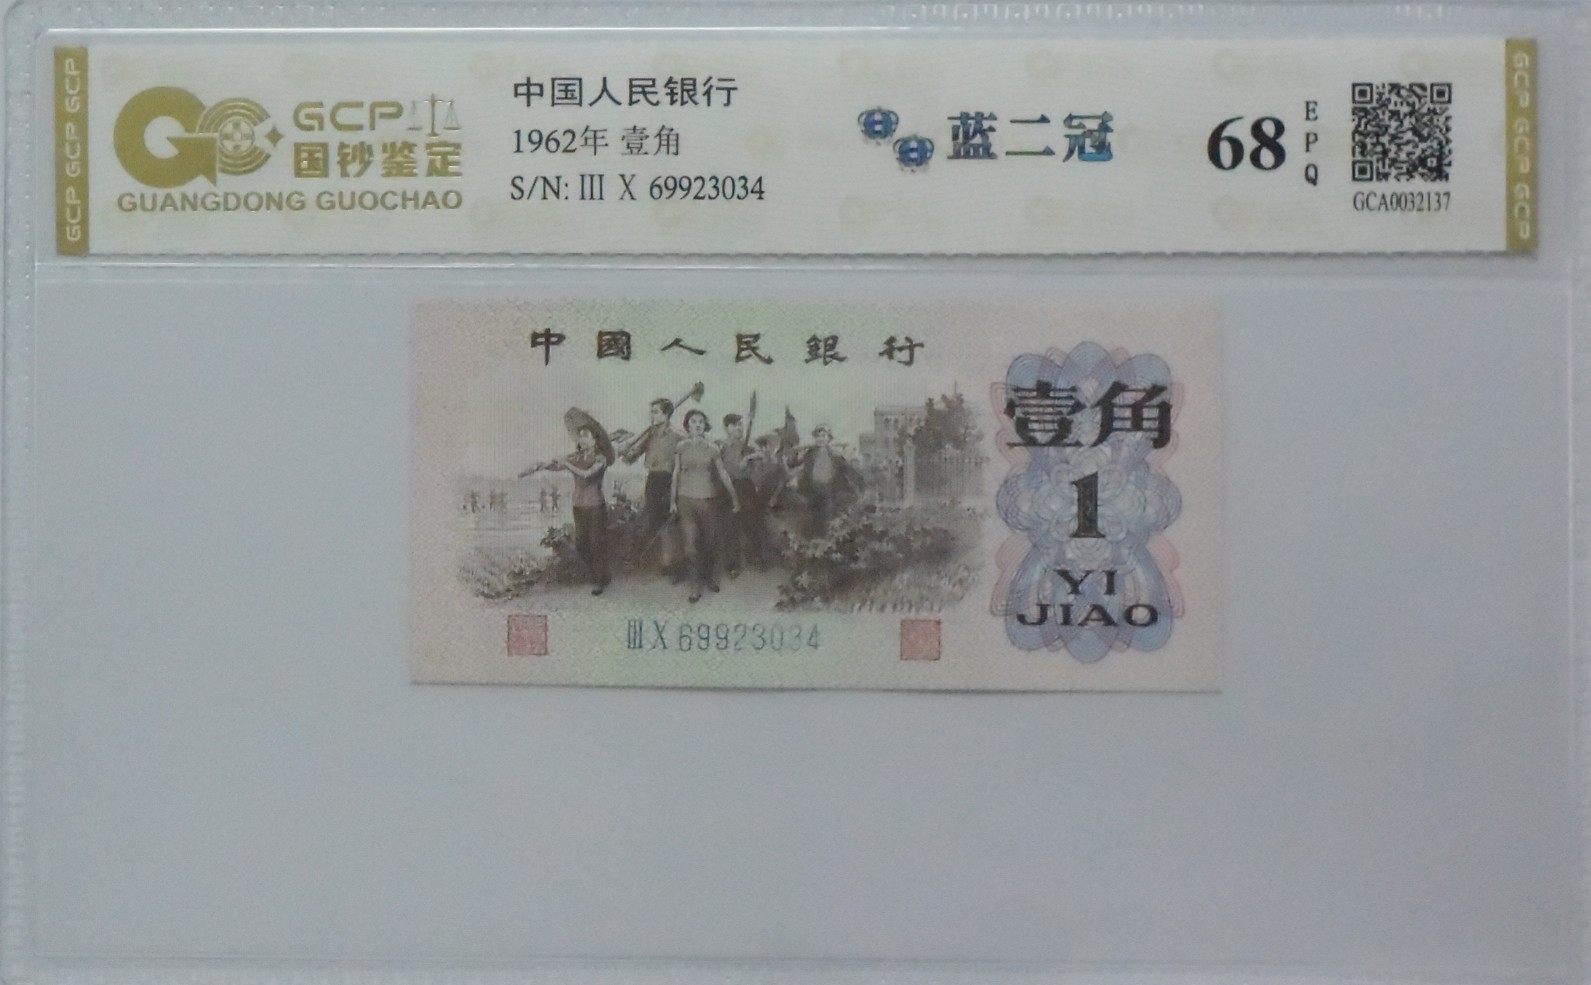 GCP GCP GCP
GCP 国钞鉴定
GUANGDONG GUOCHAO
中国人民银行
1962年 壹角
S/N: III X 69923034
蓝二冠
68
EPQ
GCA0032137
GCP GCP GCP
中國人民銀行
壹角
1
YI
JIAO
III X 69923034